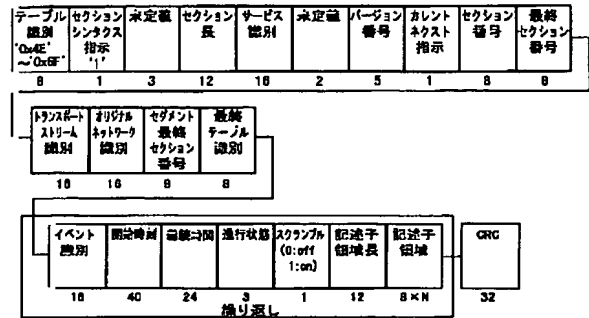 テーブル
識別
'0x4E'
～'0x6F'
セクション
シンタクス
指示
'1'
未定義
セクション
長
サービス
識別
未定義
バージョン
番号
カレント
ネクスト
指示
セクション
番号
最終
セクション
番号
8
1
3
12
16
2
5
1
8
8
トランスポート
ストリーム
識別
オリジナル
ネットワーク
識別
セグメント
最終
セクション
番号
最終
テーブル
識別
16
16
8
8
イベント
識別
開始時刻
継続時間
進行状態
スクランブル
(0:off
1:on)
記述子
領域長
記述子
領域
CRC
16
40
24
3
1
12
8×N
32
繰り返し